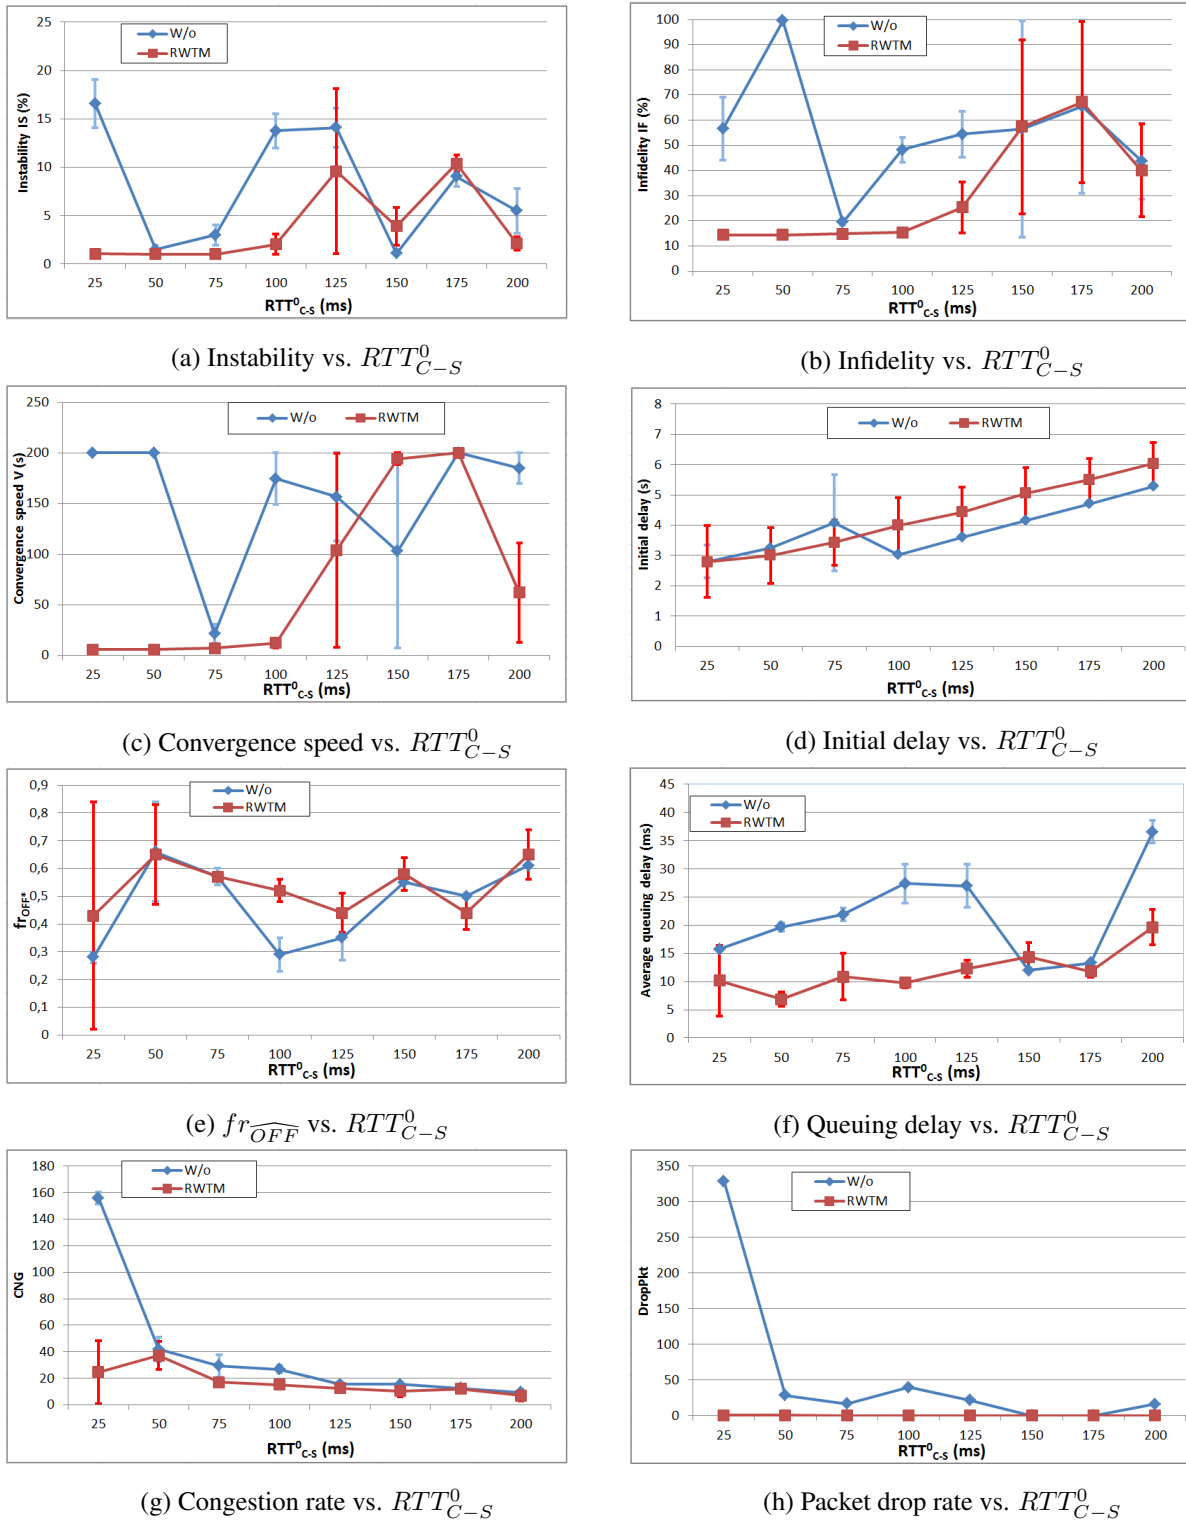 25
20
15
10
5
0
Instability IS (%)
W/o
RWTM
25 50 75 100 125 150 175 200
RTT⁰C-S (ms)
(a) Instability vs. RTT⁰C−S
100
90
80
70
60
50
40
30
20
10
0
Infidelity IF (%)
W/o
RWTM
25 50 75 100 125 150 175 200
RTT⁰C-S (ms)
(b) Infidelity vs. RTT⁰C−S
250
200
150
100
50
0
Convergence speed V (s)
W/o RWTM
25 50 75 100 125 150 175 200
RTT⁰C-S (ms)
(c) Convergence speed vs. RTT⁰C−S
8
7
6
5
4
3
2
1
0
Initial delay (s)
W/o RWTM
25 50 75 100 125 150 175 200
RTT⁰C-S (ms)
(d) Initial delay vs. RTT⁰C−S
0,9
0,8
0,7
0,6
0,5
0,4
0,3
0,2
0,1
0
frOFF*
W/o
RWTM
25 50 75 100 125 150 175 200
RTT⁰C-S (ms)
(e) fr\widehat{OFF} vs. RTT⁰C−S
45
40
35
30
25
20
15
10
5
0
Average queuing delay (ms)
W/o
RWTM
25 50 75 100 125 150 175 200
RTT⁰C-S (ms)
(f) Queuing delay vs. RTT⁰C−S
180
160
140
120
100
80
60
40
20
0
CNG
W/o
RWTM
25 50 75 100 125 150 175 200
RTT⁰C-S (ms)
(g) Congestion rate vs. RTT⁰C−S
350
300
250
200
150
100
50
0
DropPkt
W/o
RWTM
25 50 75 100 125 150 175 200
RTT⁰C-S (ms)
(h) Packet drop rate vs. RTT⁰C−S